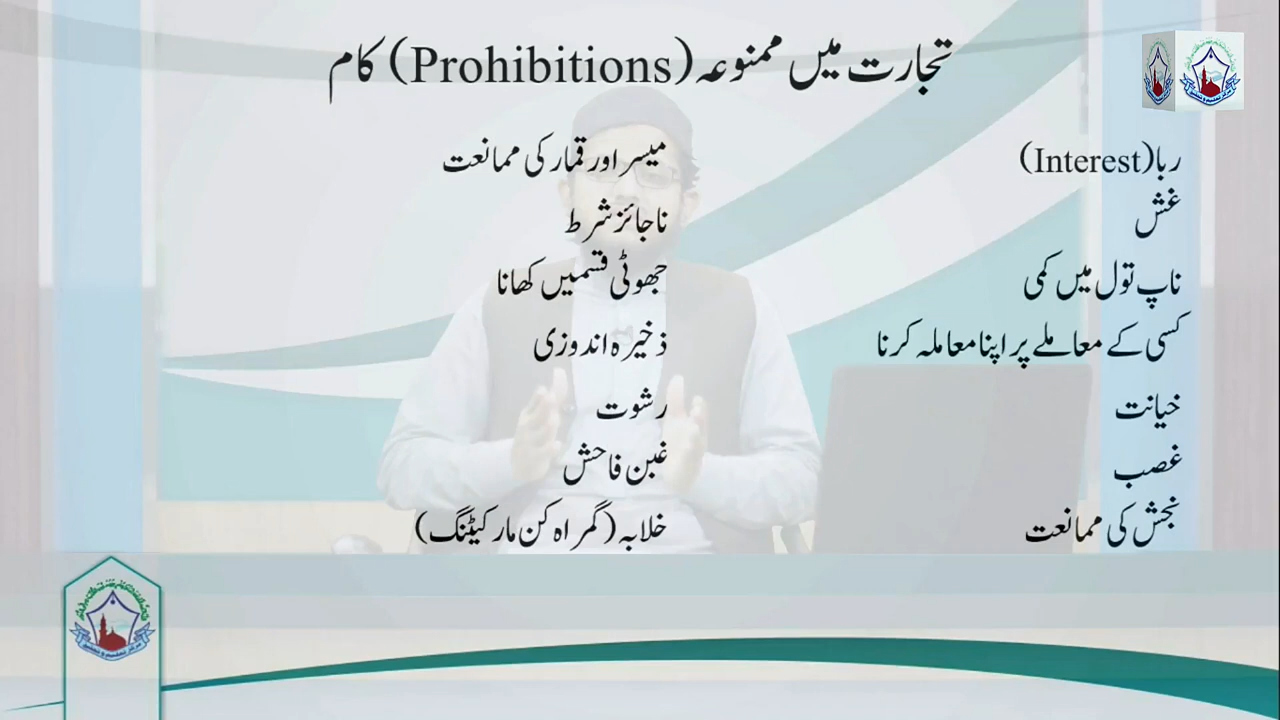 تجارت میں ممنوعہ (Prohibitions) کام
ربا (Interest)
غش
ناپ تول میں کمی
کسی کے معاملے پر اپنا معاملہ کرنا
خیانت
غصب
نجش کی ممانعت
میسر اور قمار کی ممانعت
ناجائز شرط
جھوٹی قسمیں کھانا
ذخیرہ اندوزی
رشوت
غبن فاحش
خلابہ (گمراہ کن مارکیٹنگ)